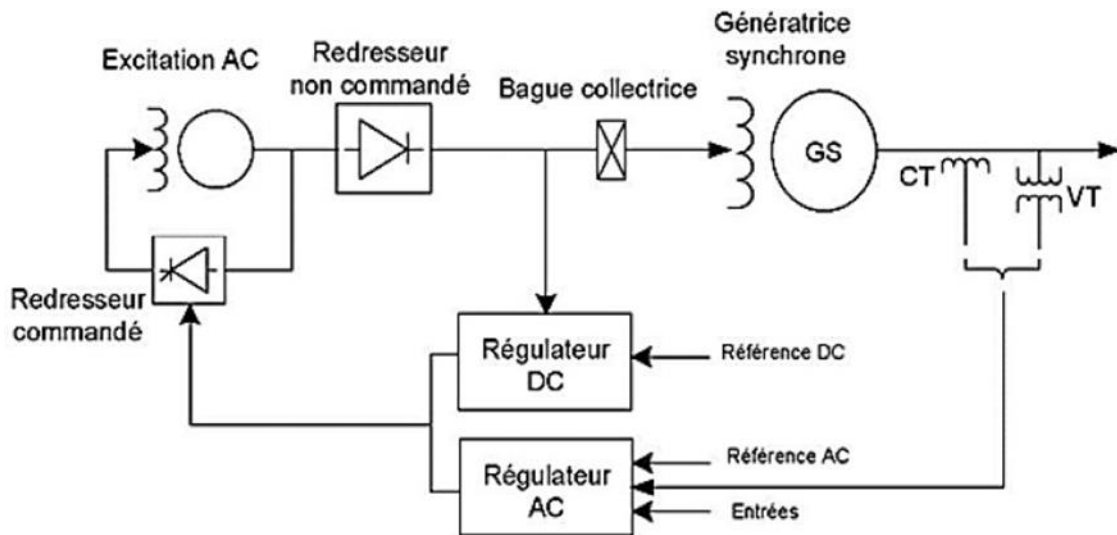 Génératrice
synchrone
Excitation AC
Redresseur
non commandé
Bague collectrice
GS
CT
VT
Redresseur
commandé
Régulateur
DC
Référence DC
Régulateur
AC
Référence AC
Entrées